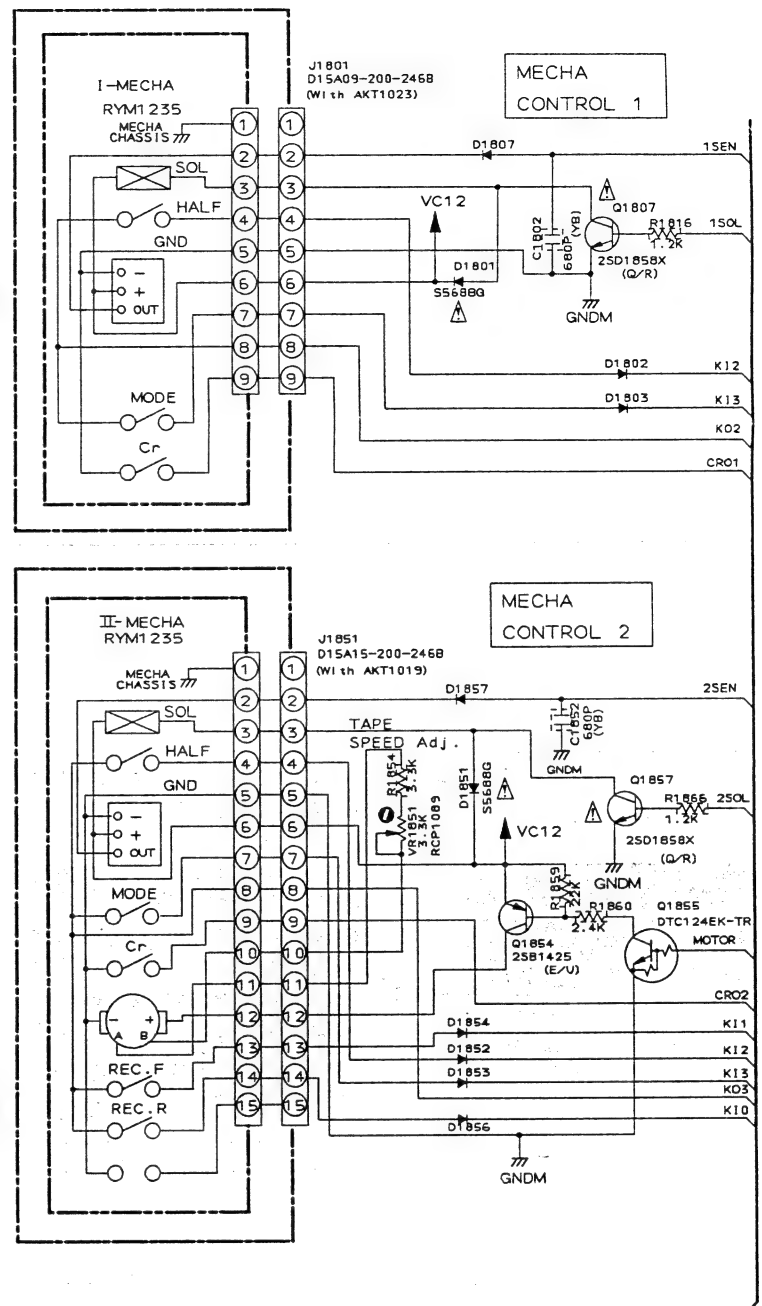 I-MECHA
RYM1235
MECHA
CHASSIS
SOL
HALF
GND
-
+
OUT
MODE
Cr
1 1
2 2
3 3
4 4
5 5
6 6
7 7
8 8
9 9
J1801
D15A09-200-246B
(With AKT1023)
MECHA
CONTROL 1
D1807
1SEN
VC12
C1802
680P
(YB)
Q1807
R1816
1.2K
1SOL
2SD1858X
(Q/R)
D1801
S5688G
GNDM
D1802
KI2
D1803
KI3
KO2
CRO1
II-MECHA
RYM1235
MECHA
CHASSIS
SOL
HALF
GND
-
+
OUT
MODE
Cr
- +
A B
REC.F
REC.R
1 1
2 2
3 3
4 4
5 5
6 6
7 7
8 8
9 9
10 10
11 11
12 12
13 13
14 14
15 15
J1851
D15A15-200-246B
(With AKT1019)
MECHA
CONTROL 2
D1857
2SEN
C1852
680P
(YB)
GNDM
TAPE
SPEED Adj.
R1854
3.3K
VR1851
3.3K
RCP1089
D1851
S5688G
VC12
Q1857
R1866
1.2K
2SOL
2SD1858X
(Q/R)
GNDM
R1859
22K
R1860
2.4K
Q1854
2SB1425
(E/U)
Q1855
DTC124EK-TR
MOTOR
CRO2
D1854
KI1
D1852
KI2
D1853
KI3
KO3
D1856
KI0
GNDM